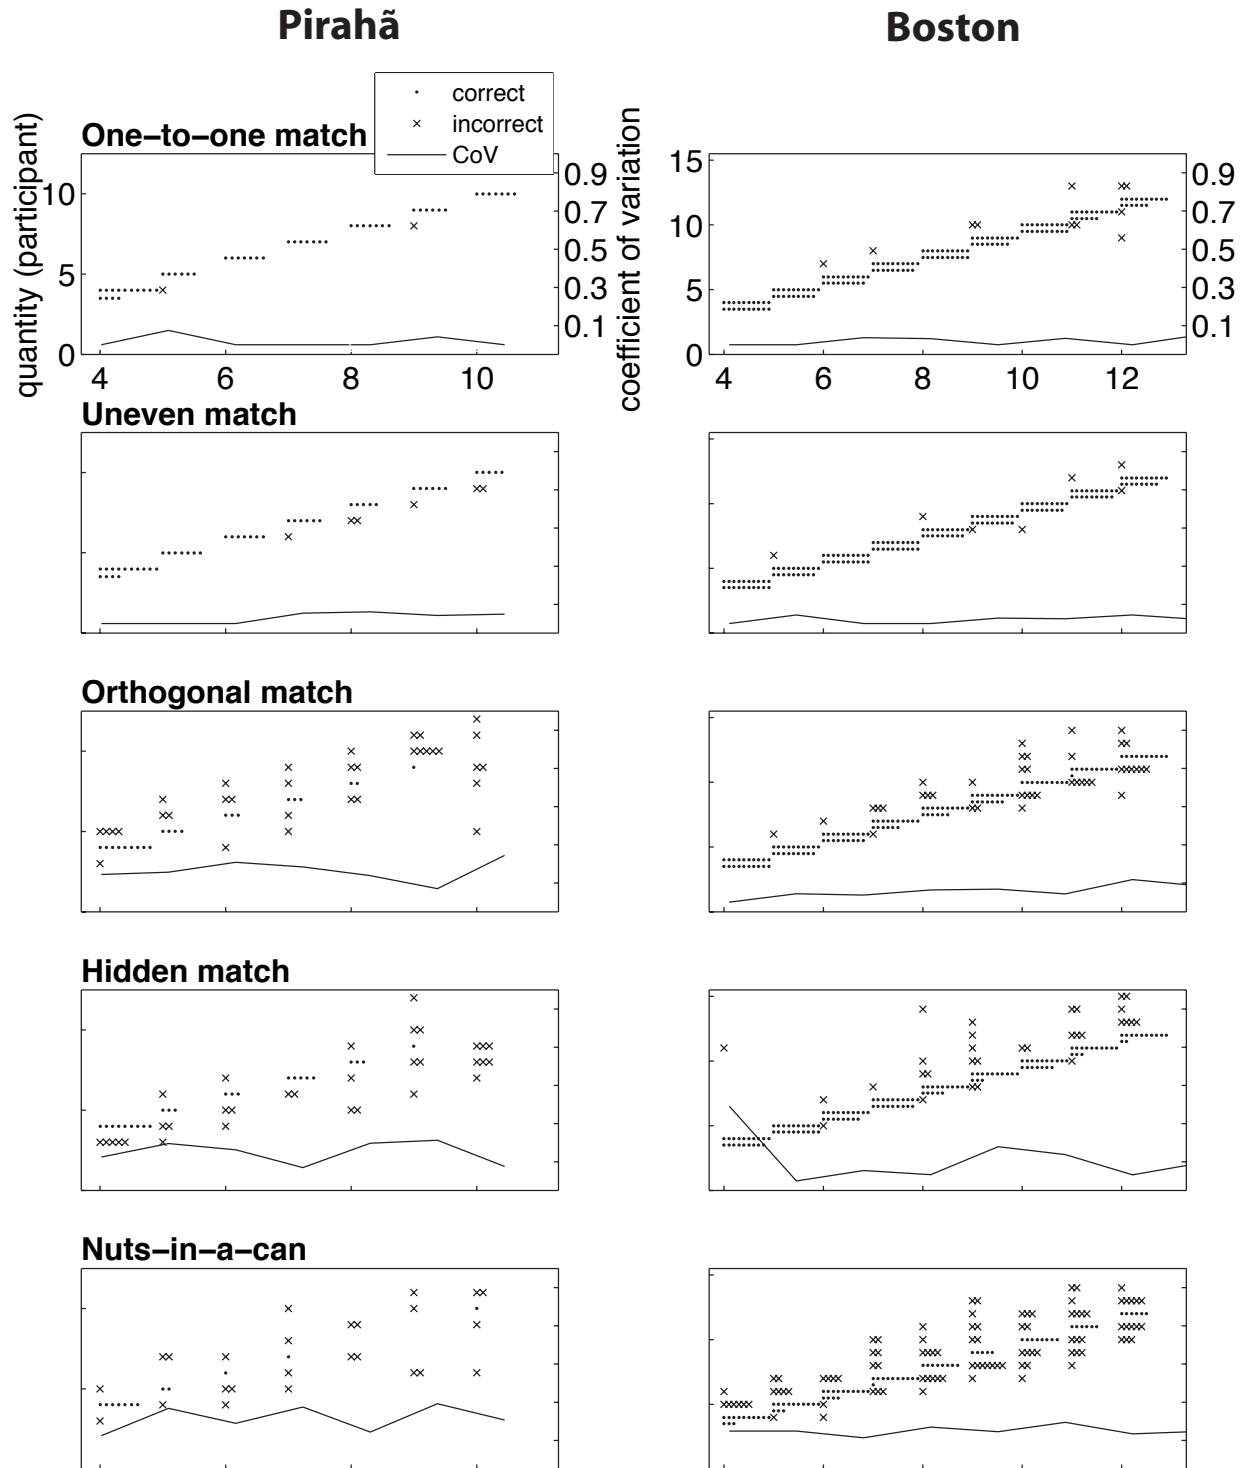 Pirahã
Boston
correct
incorrect
CoV
One–to–one match
quantity (participant)
10
5
0
4
6
8
10
0.9
0.7
0.5
0.3
0.1
coefficient of variation
15
10
5
0
4
6
8
10
12
0.9
0.7
0.5
0.3
0.1
Uneven match
Orthogonal match
Hidden match
Nuts–in–a–can